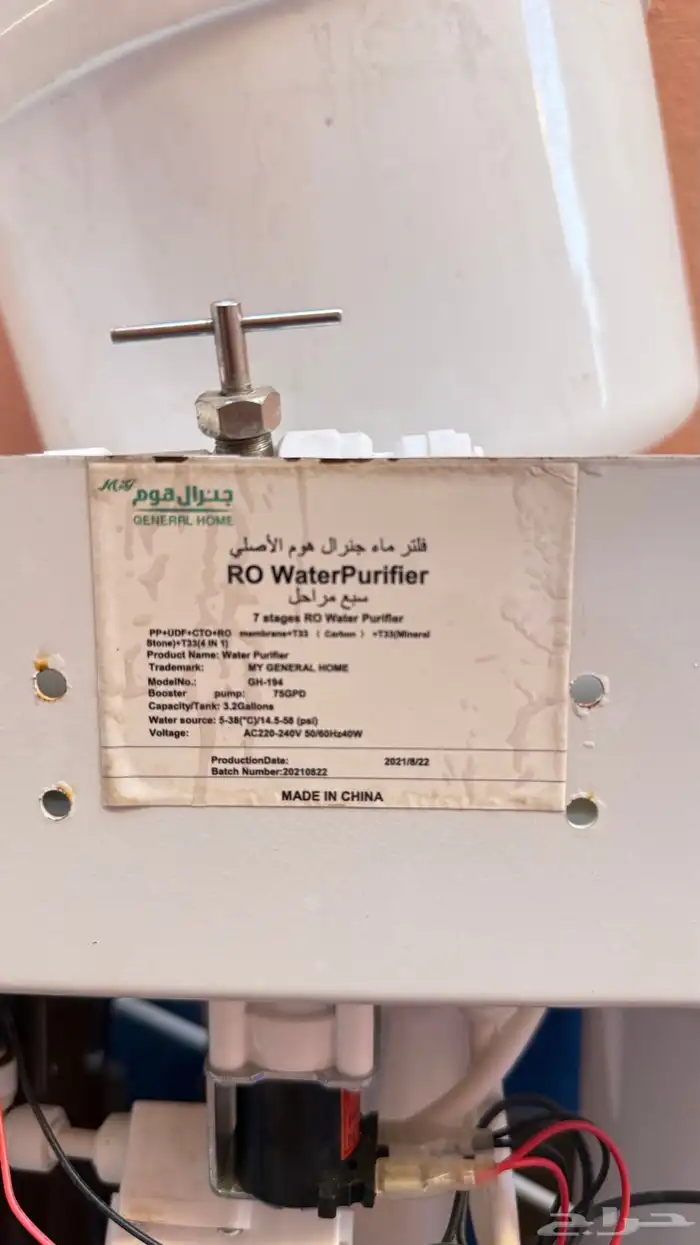 MGH
جنرال هوم
GENERAL HOME
فلتر ماء جنرال هوم الأصلي
RO WaterPurifier
سبع مراحل
7 stages RO Water Purifier
PP+UDF+CTO+RO membrane+T33 ( Carbon ) +T33(Mineral
Stone)+T33(4 IN 1)
Product Name: Water Purifier
Trademark: MY GENERAL HOME
ModelNo.: GH-194
Booster pump: 75GPD
Capacity/Tank: 3.2Gallons
Water source: 5-38(°C)/14.5-58 (psi)
Voltage: AC220-240V 50/60Hz40W
ProductionDate: 2021/8/22
Batch Number:20210822
MADE IN CHINA
حراج